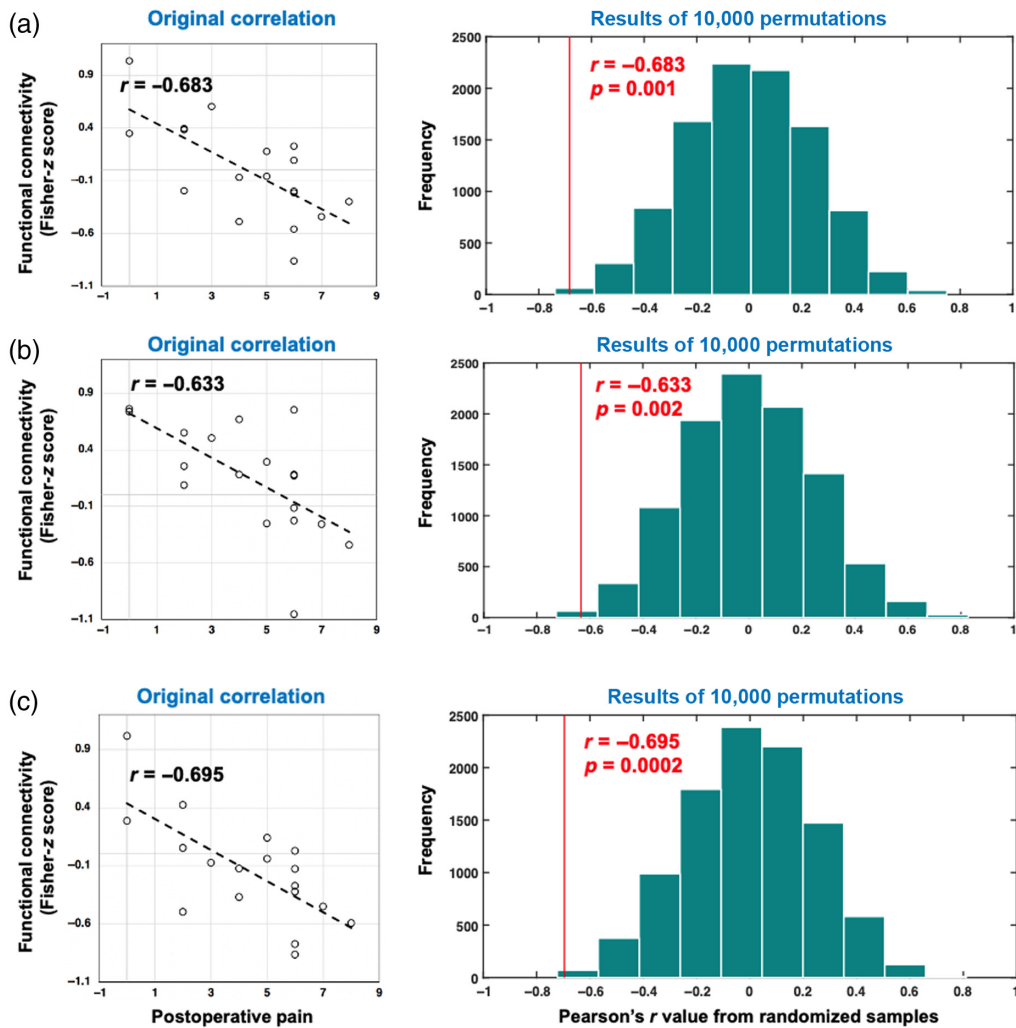 (a)
Original correlation
Results of 10,000 permutations
Functional connectivity
(Fisher-z score)
0.9
0.4
−0.1
−0.6
−1.1
−1 1 3 5 7 9
r = −0.683
Frequency
2500
2000
1500
1000
500
0
−1 −0.8 −0.6 −0.4 −0.2 0 0.2 0.4 0.6 0.8 1
r = −0.683
p = 0.001
(b)
Original correlation
Results of 10,000 permutations
Functional connectivity
(Fisher-z score)
0.9
0.4
−0.1
−0.6
−1.1
−1 1 3 5 7 9
r = −0.633
Frequency
2500
2000
1500
1000
500
0
−1 −0.8 −0.6 −0.4 −0.2 0 0.2 0.4 0.6 0.8 1
r = −0.633
p = 0.002
(c)
Original correlation
Results of 10,000 permutations
Functional connectivity
(Fisher-z score)
0.9
0.4
−0.1
−0.6
−1.1
−1 1 3 5 7 9
r = −0.695
Postoperative pain
Frequency
2500
2000
1500
1000
500
0
−1 −0.8 −0.6 −0.4 −0.2 0 0.2 0.4 0.6 0.8 1
r = −0.695
p = 0.0002
Pearson's r value from randomized samples